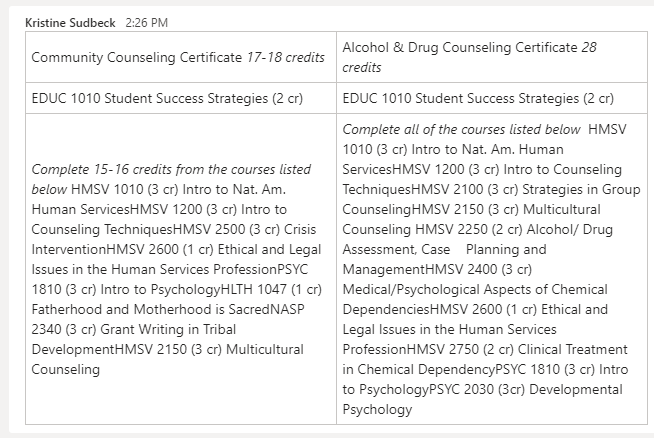 Kristine Sudbeck 2:26 PM
Community Counseling Certificate 17-18 credits
Alcohol & Drug Counseling Certificate 28
credits
EDUC 1010 Student Success Strategies (2 cr)
EDUC 1010 Student Success Strategies (2 cr)
Complete 15-16 credits from the courses listed
below HMSV 1010 (3 cr) Intro to Nat. Am.
Human ServicesHMSV 1200 (3 cr) Intro to
Counseling TechniquesHMSV 2500 (3 cr) Crisis
InterventionHMSV 2600 (1 cr) Ethical and Legal
Issues in the Human Services ProfessionPSYC
1810 (3 cr) Intro to PsychologyHLTH 1047 (1 cr)
Fatherhood and Motherhood is SacredNASP
2340 (3 cr) Grant Writing in Tribal
DevelopmentHMSV 2150 (3 cr) Multicultural
Counseling
Complete all of the courses listed below HMSV
1010 (3 cr) Intro to Nat. Am. Human
ServicesHMSV 1200 (3 cr) Intro to Counseling
TechniquesHMSV 2100 (3 cr) Strategies in Group
CounselingHMSV 2150 (3 cr) Multicultural
Counseling HMSV 2250 (2 cr) Alcohol/ Drug
Assessment, Case Planning and
ManagementHMSV 2400 (3 cr)
Medical/Psychological Aspects of Chemical
DependenciesHMSV 2600 (1 cr) Ethical and
Legal Issues in the Human Services
ProfessionHMSV 2750 (2 cr) Clinical Treatment
in Chemical DependencyPSYC 1810 (3 cr) Intro
to PsychologyPSYC 2030 (3cr) Developmental
Psychology